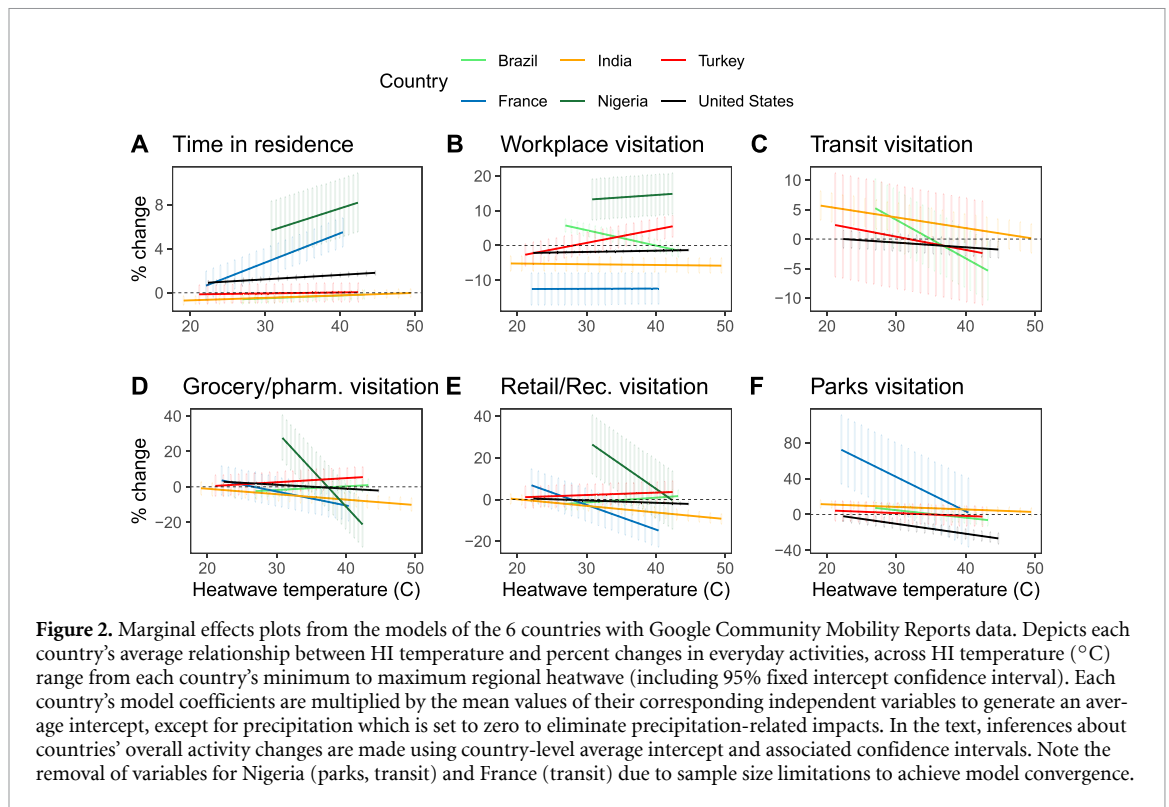 Country
Brazil India Turkey
France Nigeria United States
A Time in residence
B Workplace visitation
C Transit visitation
% change
8
4
0
20 30 40 50
20
10
0
−10
20 30 40 50
10
5
0
−5
−10
20 30 40 50
D Grocery/pharm. visitation
E Retail/Rec. visitation
F Parks visitation
% change
40
20
0
−20
20 30 40 50
Heatwave temperature (C)
40
20
0
−20
20 30 40 50
Heatwave temperature (C)
80
40
0
−40
20 30 40 50
Heatwave temperature (C)
Figure 2. Marginal effects plots from the models of the 6 countries with Google Community Mobility Reports data. Depicts each
country's average relationship between HI temperature and percent changes in everyday activities, across HI temperature (°C)
range from each country's minimum to maximum regional heatwave (including 95% fixed intercept confidence interval). Each
country's model coefficients are multiplied by the mean values of their corresponding independent variables to generate an aver-
age intercept, except for precipitation which is set to zero to eliminate precipitation-related impacts. In the text, inferences about
countries' overall activity changes are made using country-level average intercept and associated confidence intervals. Note the
removal of variables for Nigeria (parks, transit) and France (transit) due to sample size limitations to achieve model convergence.